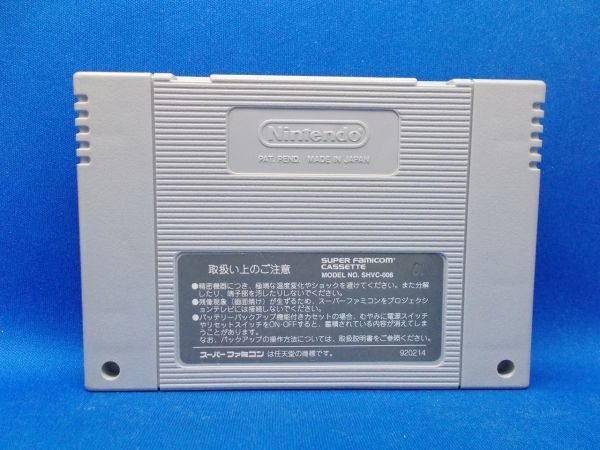 Nintendo
PAT. PEND. MADE IN JAPAN
取扱い上のご注意
SUPER FAMICOM
CASSETTE
MODEL NO. SHVC-006
●精密機器につき、極端な温度変化やショックを避けてください。また分解
したり、端子部を汚したりしないでください。
●残像現象(画面焼け)が生ずるため、スーパーファミコンをプロジェクシ
ョンテレビには接続しないでください。
●バッテリーバックアップ機能付きカセットの場合、むやみに電源スイッチ
やリセットスイッチをON・OFFすると、蓄積されている内容が消えてしま
うことがあります。
なお、バックアップの操作方法については、取扱説明書をご参照ください。
スーパーファミコン は任天堂の商標です。
920214